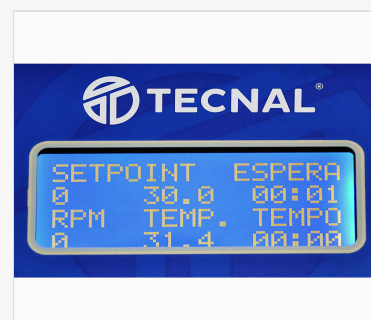 TECNAL®
SETPOINT ESPERA
0 30.0 00:01
RPM TEMP. TEMPO
0 31.4 00:00